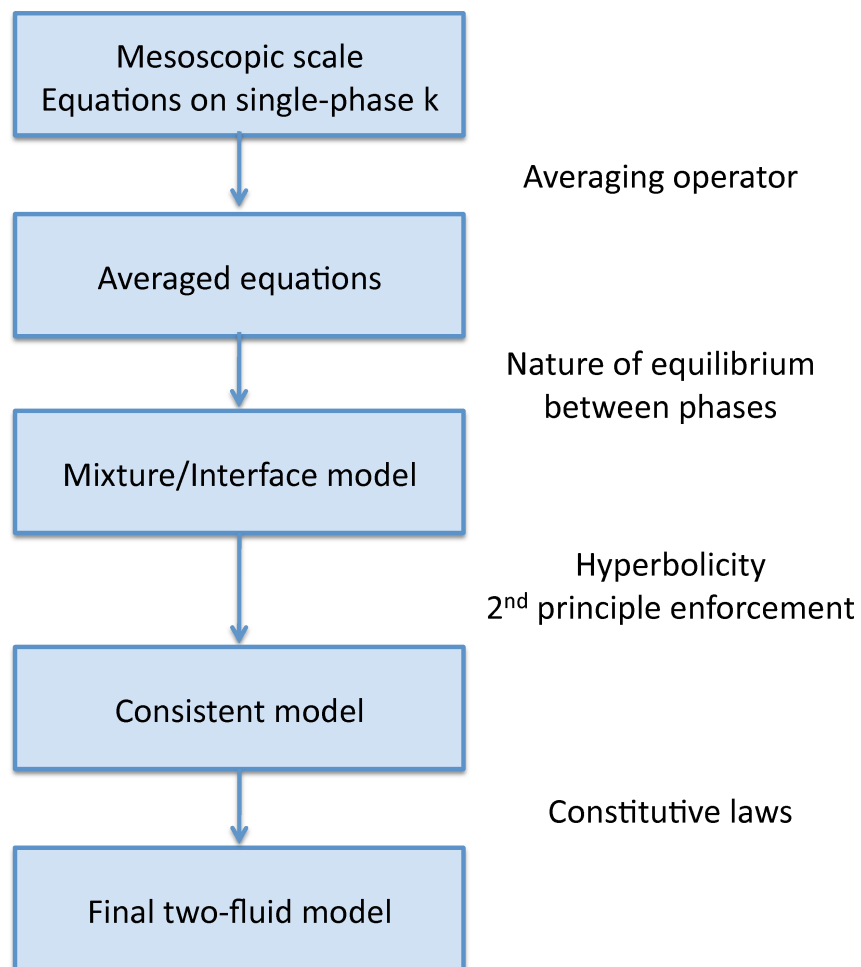 Mesoscopic scale
Equations on single-phase k
Averaging operator
Averaged equations
Nature of equilibrium
between phases
Mixture/Interface model
Hyperbolicity
2nd principle enforcement
Consistent model
Constitutive laws
Final two-fluid model